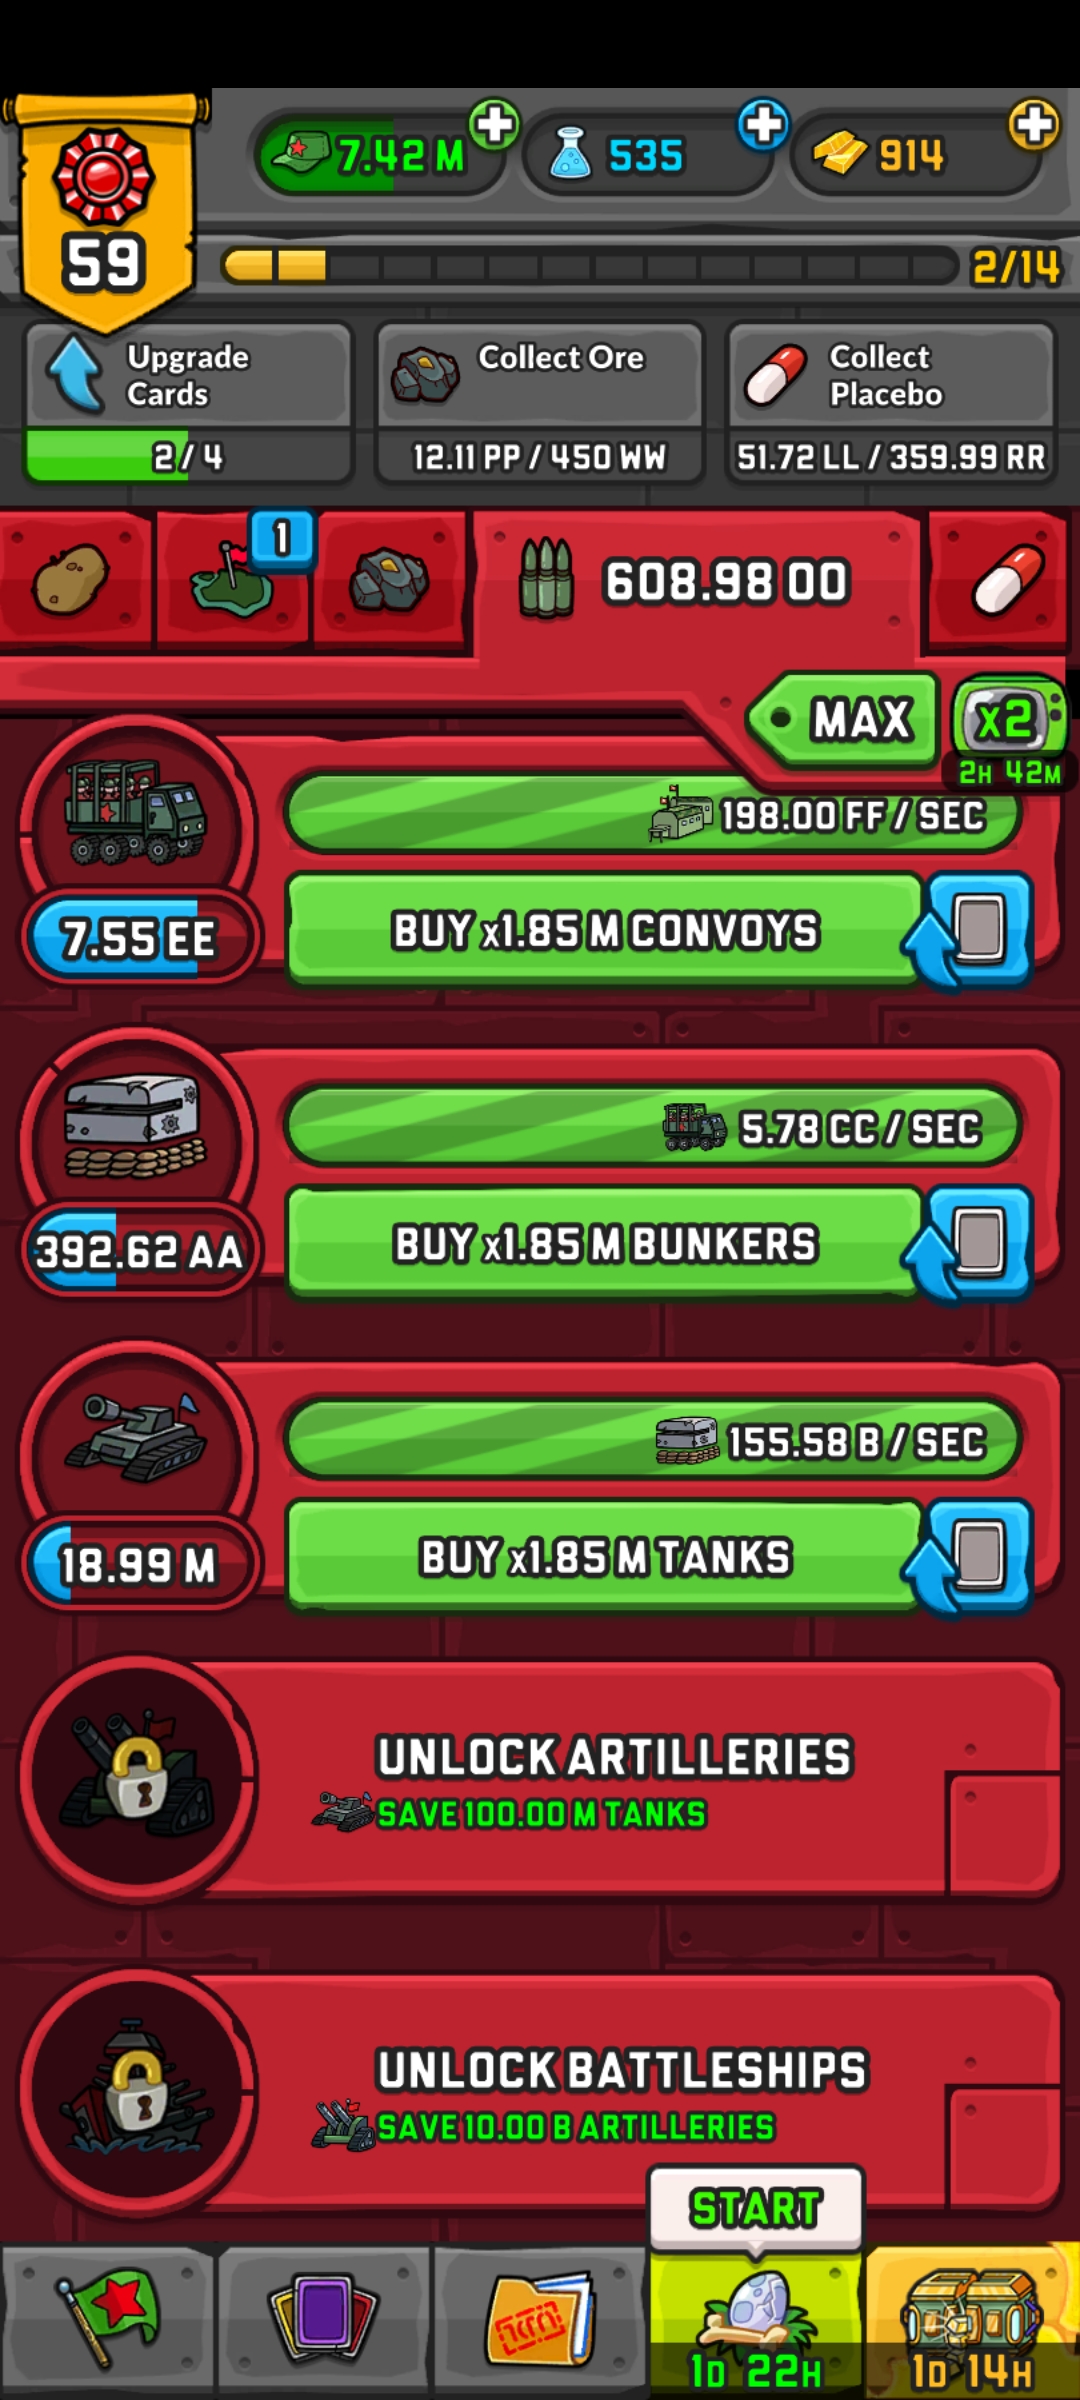 7.42 M
535
914
59
2/14
Upgrade
Cards
2/4
Collect Ore
12.11 PP / 450 WW
Collect
Placebo
51.72 LL / 359.99 RR
1
608.98 OO
MAX
x2
2H 42M
198.00 FF / SEC
7.55 EE
BUY x1.85 M CONVOYS
5.78 CC / SEC
392.62 AA
BUY x1.85 M BUNKERS
155.58 B / SEC
18.99 M
BUY x1.85 M TANKS
UNLOCK ARTILLERIES
SAVE 100.00 M TANKS
UNLOCK BATTLESHIPS
SAVE 10.00 B ARTILLERIES
START
1D 22H
1D 14H